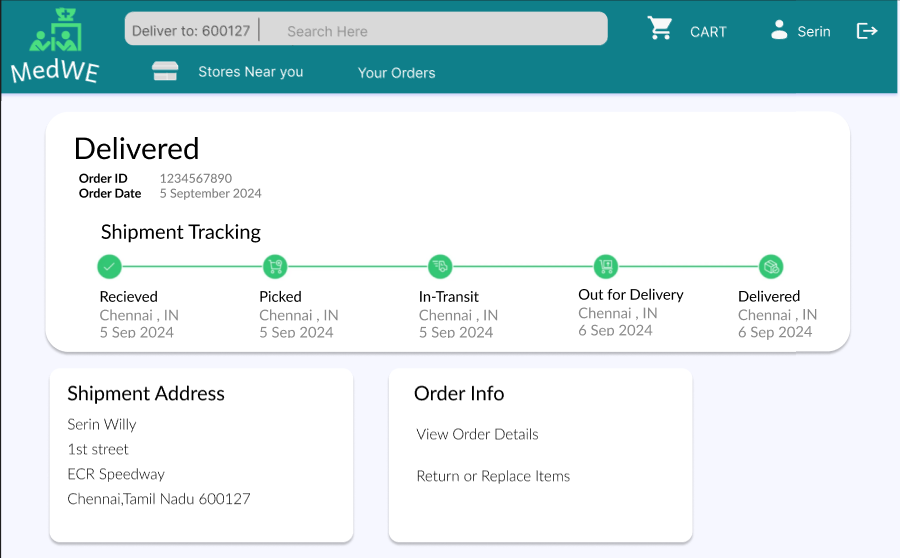 Deliver to: 600127
Search Here
CART
Serin
MedWE
Stores Near you
Your Orders
Delivered
Order ID 1234567890
Order Date 5 September 2024
Shipment Tracking
Recieved
Chennai , IN
5 Sep 2024
Picked
Chennai , IN
5 Sep 2024
In-Transit
Chennai , IN
5 Sep 2024
Out for Delivery
Chennai , IN
6 Sep 2024
Delivered
Chennai , IN
6 Sep 2024
Shipment Address
Serin Willy
1st street
ECR Speedway
Chennai,Tamil Nadu 600127
Order Info
View Order Details
Return or Replace Items